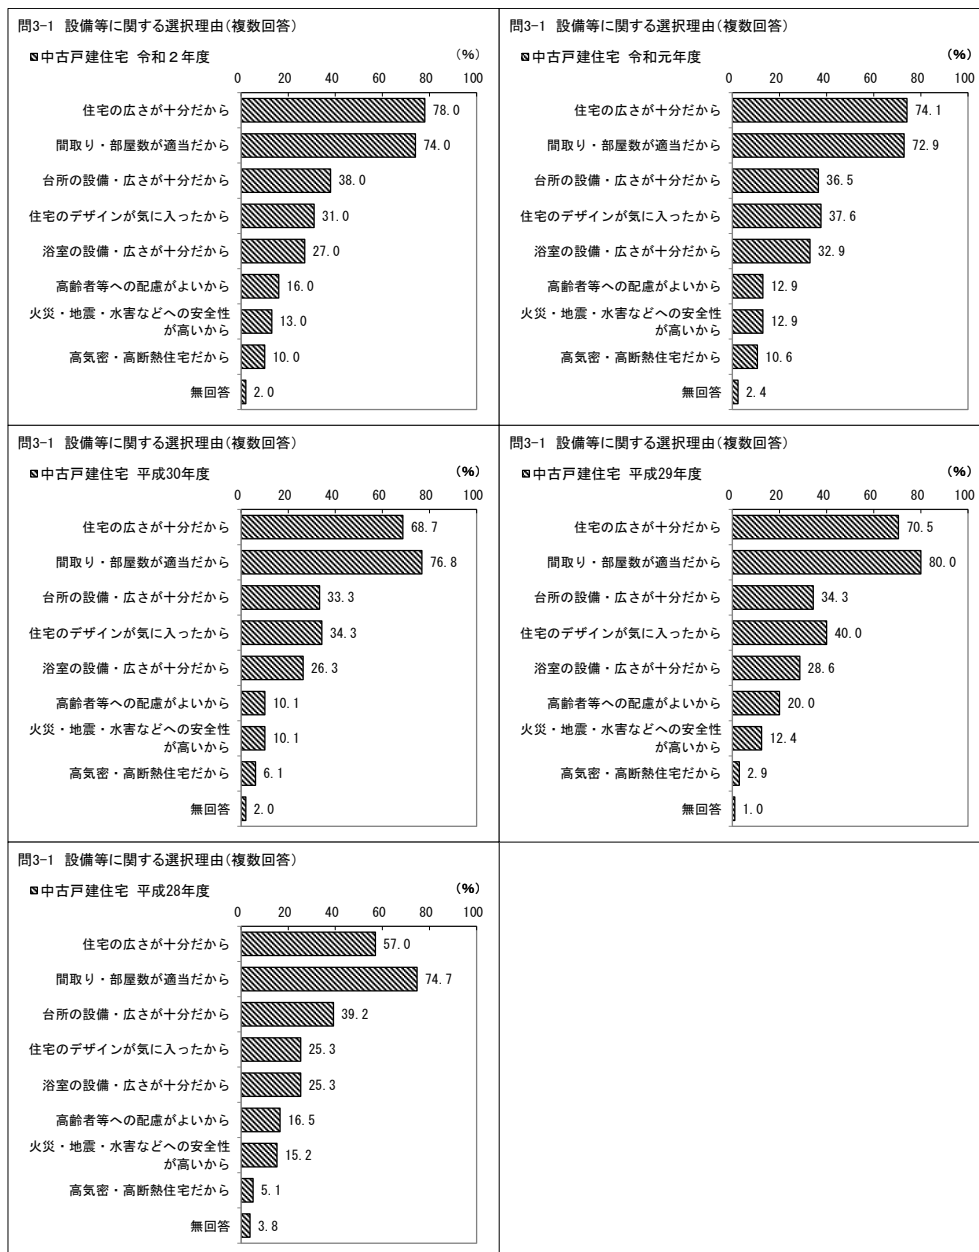 問3-1 設備等に関する選択理由(複数回答)
中古戸建住宅 令和２年度
(%)
0 20 40 60 80 100
住宅の広さが十分だから 78.0
間取り・部屋数が適当だから 74.0
台所の設備・広さが十分だから 38.0
住宅のデザインが気に入ったから 31.0
浴室の設備・広さが十分だから 27.0
高齢者等への配慮がよいから 16.0
火災・地震・水害などへの安全性
が高いから 13.0
高気密・高断熱住宅だから 10.0
無回答 2.0
問3-1 設備等に関する選択理由(複数回答)
中古戸建住宅 令和元年度
(%)
0 20 40 60 80 100
住宅の広さが十分だから 74.1
間取り・部屋数が適当だから 72.9
台所の設備・広さが十分だから 36.5
住宅のデザインが気に入ったから 37.6
浴室の設備・広さが十分だから 32.9
高齢者等への配慮がよいから 12.9
火災・地震・水害などへの安全性
が高いから 12.9
高気密・高断熱住宅だから 10.6
無回答 2.4
問3-1 設備等に関する選択理由(複数回答)
中古戸建住宅 平成30年度
(%)
0 20 40 60 80 100
住宅の広さが十分だから 68.7
間取り・部屋数が適当だから 76.8
台所の設備・広さが十分だから 33.3
住宅のデザインが気に入ったから 34.3
浴室の設備・広さが十分だから 26.3
高齢者等への配慮がよいから 10.1
火災・地震・水害などへの安全性
が高いから 10.1
高気密・高断熱住宅だから 6.1
無回答 2.0
問3-1 設備等に関する選択理由(複数回答)
中古戸建住宅 平成29年度
(%)
0 20 40 60 80 100
住宅の広さが十分だから 70.5
間取り・部屋数が適当だから 80.0
台所の設備・広さが十分だから 34.3
住宅のデザインが気に入ったから 40.0
浴室の設備・広さが十分だから 28.6
高齢者等への配慮がよいから 20.0
火災・地震・水害などへの安全性
が高いから 12.4
高気密・高断熱住宅だから 2.9
無回答 1.0
問3-1 設備等に関する選択理由(複数回答)
中古戸建住宅 平成28年度
(%)
0 20 40 60 80 100
住宅の広さが十分だから 57.0
間取り・部屋数が適当だから 74.7
台所の設備・広さが十分だから 39.2
住宅のデザインが気に入ったから 25.3
浴室の設備・広さが十分だから 25.3
高齢者等への配慮がよいから 16.5
火災・地震・水害などへの安全性
が高いから 15.2
高気密・高断熱住宅だから 5.1
無回答 3.8